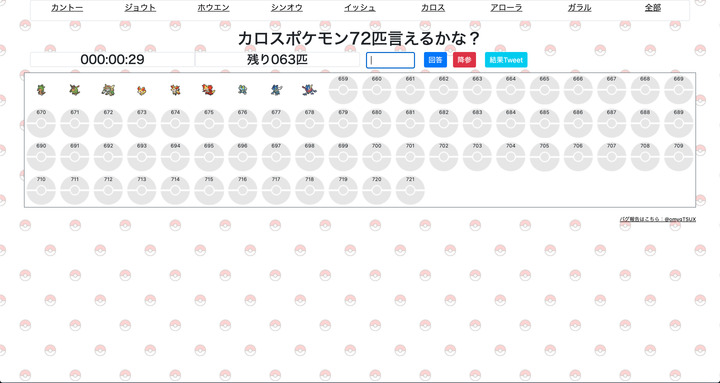 カントー ジョウト ホウエン シンオウ イッシュ カロス アローラ ガラル 全部
カロスポケモン72匹言えるかな？
000:00:29 残り063匹 回答 降参 結果Tweet
659 660 661 662 663 664 665 666 667 668 669
670 671 672 673 674 675 676 677 678 679 680 681 682 683 684 685 686 687 688 689
690 691 692 693 694 695 696 697 698 699 700 701 702 703 704 705 706 707 708 709
710 711 712 713 714 715 716 717 718 719 720 721
バグ報告はこちら：@omyqTSUX